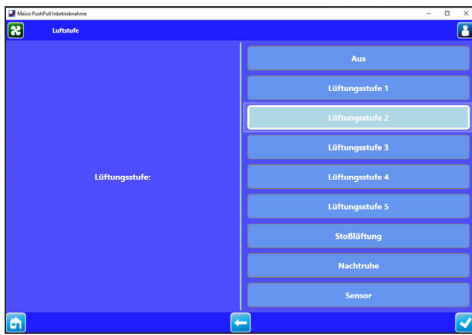 Maico PushPull Inbetriebnahme
Luftstufe
Lüftungsstufe:
Aus
Lüftungsstufe 1
Lüftungsstufe 2
Lüftungsstufe 3
Lüftungsstufe 4
Lüftungsstufe 5
Stoßlüftung
Nachtruhe
Sensor